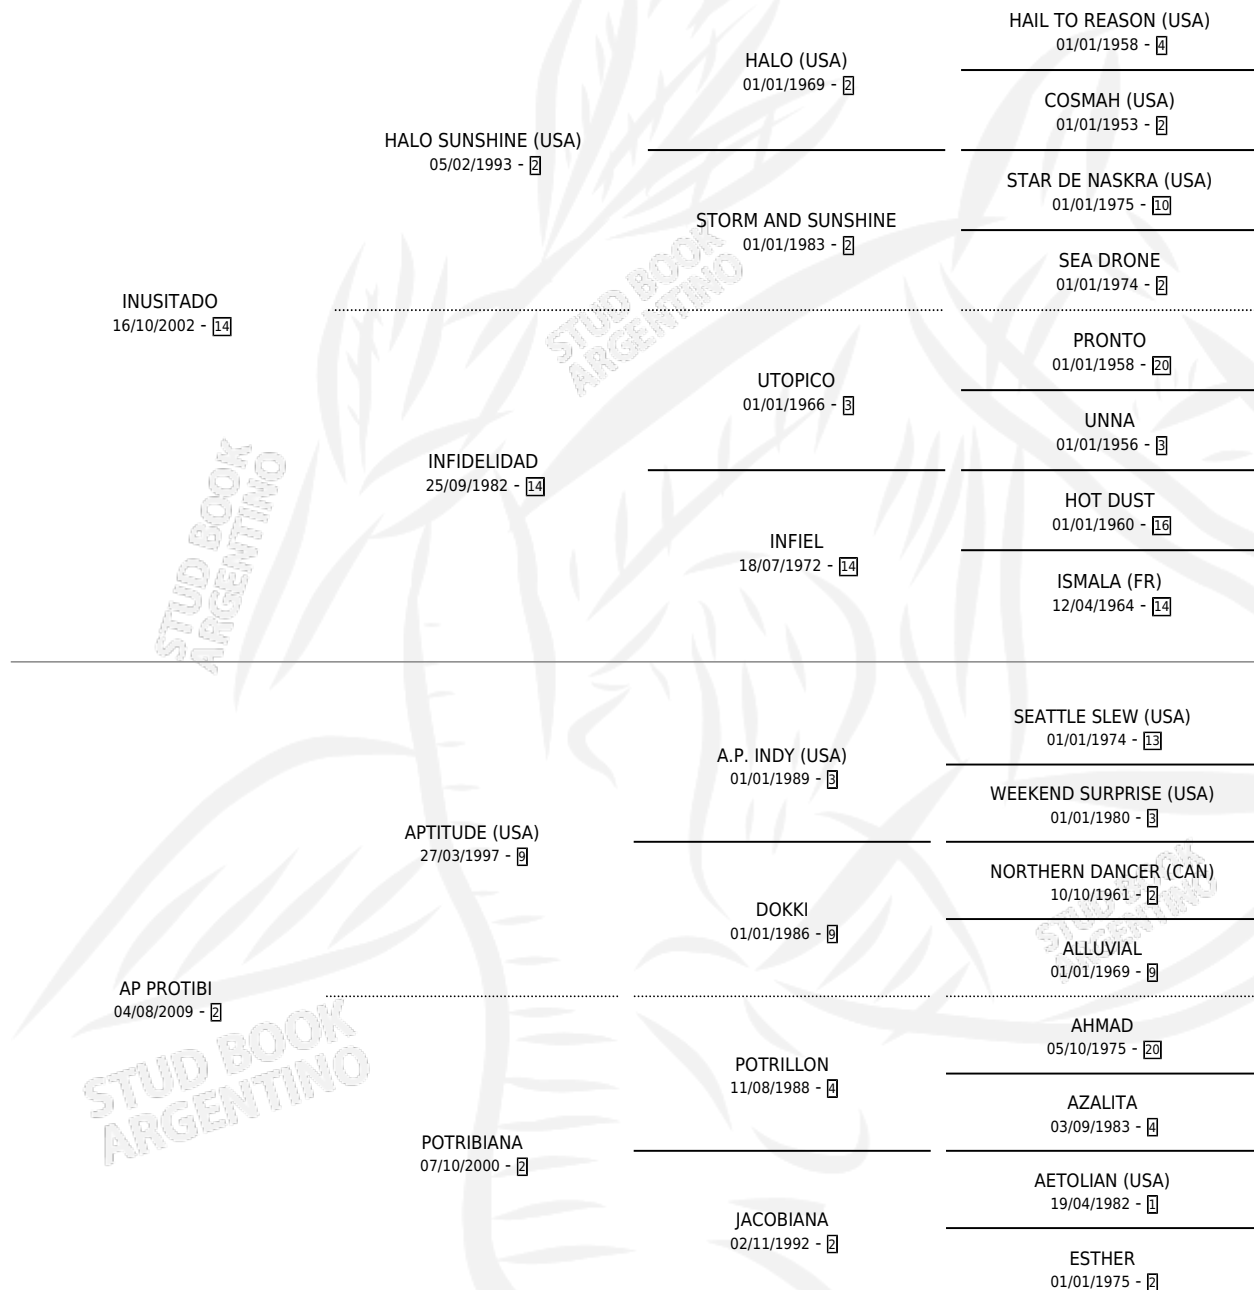 HAIL TO REASON (USA)
01/01/1958 - 4
HALO (USA)
01/01/1969 - 2
COSMAH (USA)
01/01/1953 - 2
HALO SUNSHINE (USA)
05/02/1993 - 2
STAR DE NASKRA (USA)
01/01/1975 - 10
STORM AND SUNSHINE
01/01/1983 - 2
SEA DRONE
01/01/1974 - 2
INUSITADO
16/10/2002 - 14
PRONTO
01/01/1958 - 20
UTOPICO
01/01/1966 - 3
UNNA
01/01/1956 - 3
INFIDELIDAD
25/09/1982 - 14
HOT DUST
01/01/1960 - 16
INFIEL
18/07/1972 - 14
ISMALA (FR)
12/04/1964 - 14
SEATTLE SLEW (USA)
01/01/1974 - 13
A.P. INDY (USA)
01/01/1989 - 3
WEEKEND SURPRISE (USA)
01/01/1980 - 3
APTITUDE (USA)
27/03/1997 - 9
NORTHERN DANCER (CAN)
10/10/1961 - 2
DOKKI
01/01/1986 - 9
ALLUVIAL
01/01/1969 - 9
AP PROTIBI
04/08/2009 - 2
AHMAD
05/10/1975 - 20
POTRILLON
11/08/1988 - 4
AZALITA
03/09/1983 - 4
POTRIBIANA
07/10/2000 - 2
AETOLIAN (USA)
19/04/1982 - 1
JACOBIANA
02/11/1992 - 2
ESTHER
01/01/1975 - 2
STUD BOOK
ARGENTINO
STUD BOOK
ARGENTINO
STUD BOOK
ARGENTINO
STUD BOOK
ARGENTINO